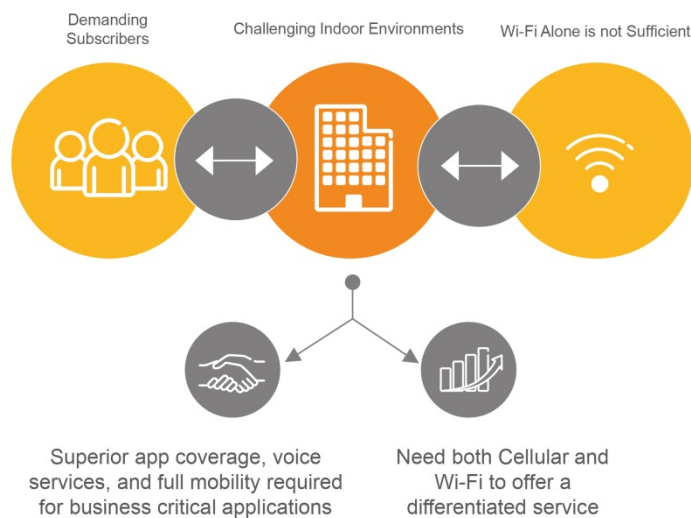 Demanding
Subscribers
Challenging Indoor Environments
Wi-Fi Alone is not Sufficient
Superior app coverage, voice
services, and full mobility required
for business critical applications
Need both Cellular and
Wi-Fi to offer a
differentiated service